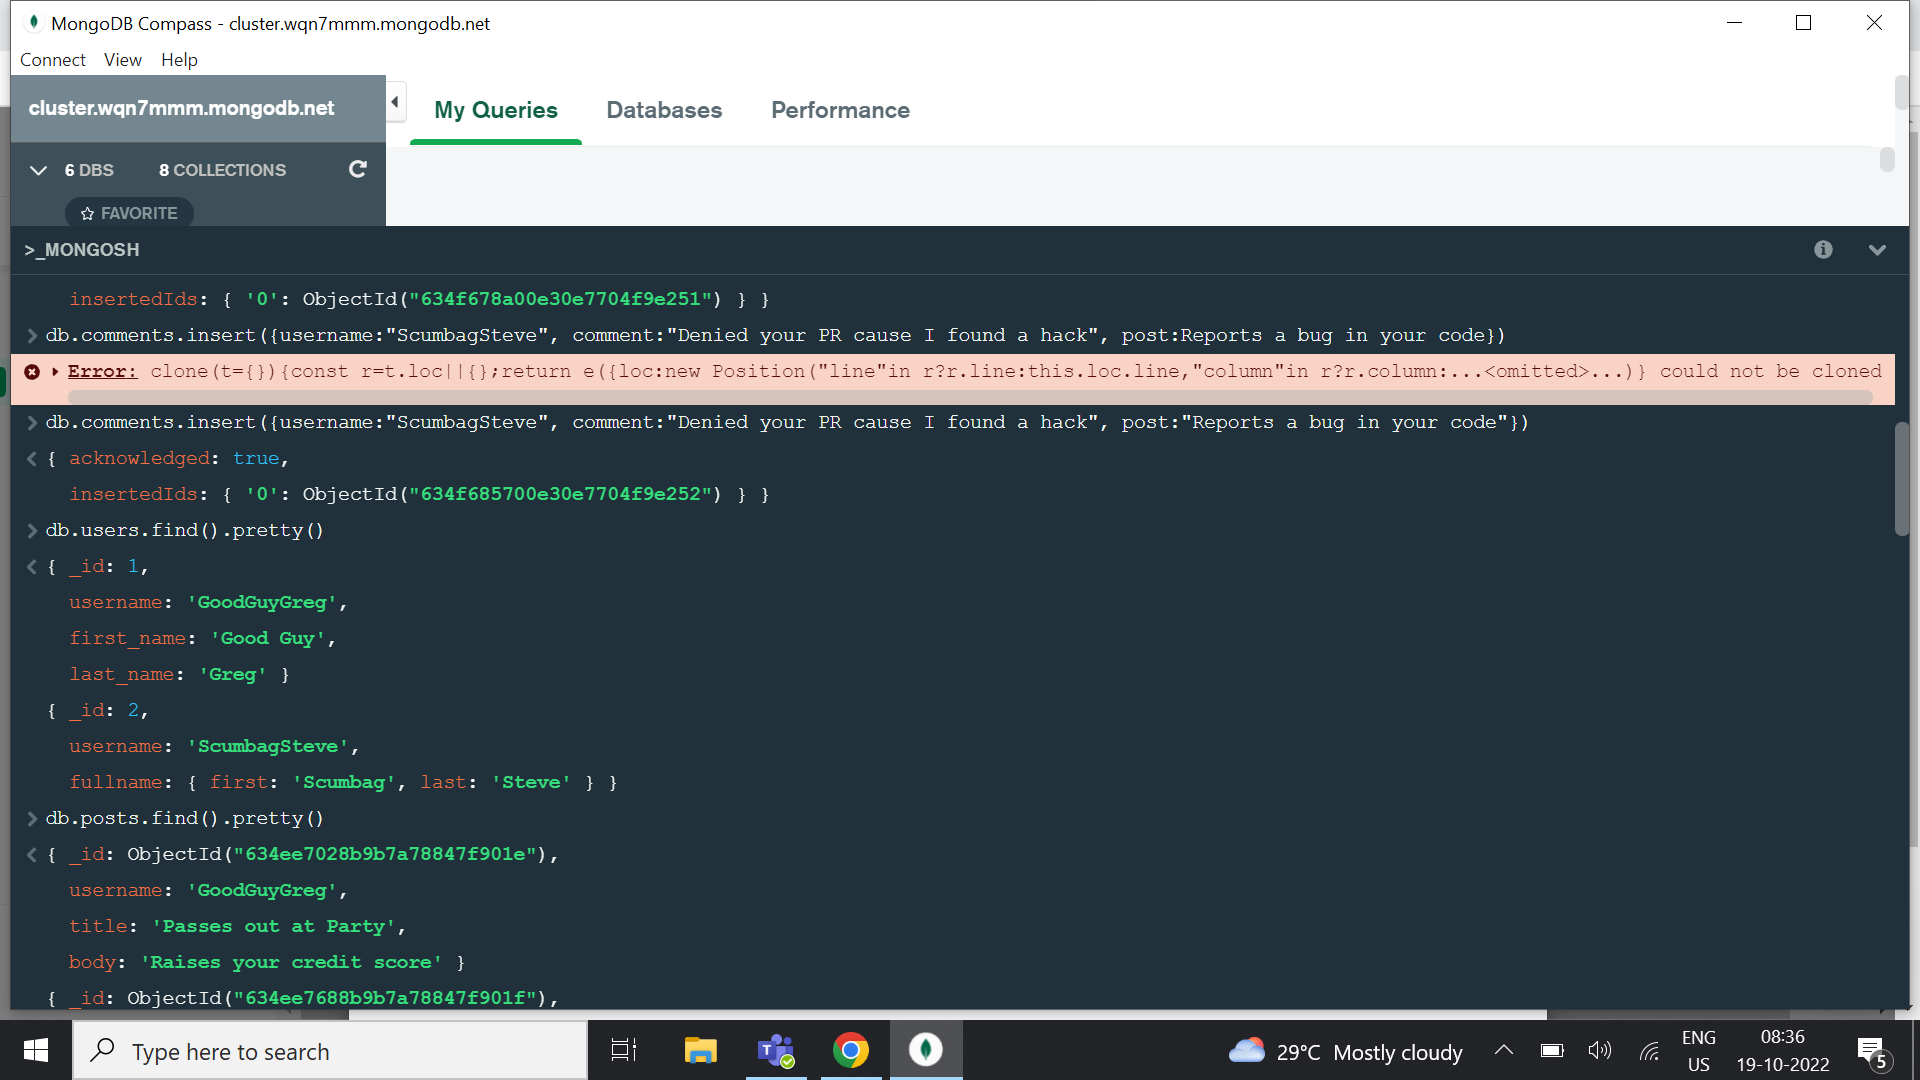 MongoDB Compass - cluster.wqn7mmm.mongodb.net
Connect View Help
cluster.wqn7mmm.mongodb.net
My Queries Databases Performance
6 DBS 8 COLLECTIONS
FAVORITE
>_MONGOSH
insertedIds: { '0': ObjectId("634f678a00e30e7704f9e251") } }
db.comments.insert({username:"ScumbagSteve", comment:"Denied your PR cause I found a hack", post:Reports a bug in your code})
Error: clone(t={}){const r=t.loc||{};return e({loc:new Position("line"in r?r.line:this.loc.line,"column"in r?r.column:...<omitted>...)} could not be cloned
db.comments.insert({username:"ScumbagSteve", comment:"Denied your PR cause I found a hack", post:"Reports a bug in your code"})
{ acknowledged: true,
insertedIds: { '0': ObjectId("634f685700e30e7704f9e252") } }
db.users.find().pretty()
{ _id: 1,
username: 'GoodGuyGreg',
first_name: 'Good Guy',
last_name: 'Greg' }
{ _id: 2,
username: 'ScumbagSteve',
fullname: { first: 'Scumbag', last: 'Steve' } }
db.posts.find().pretty()
{ _id: ObjectId("634ee7028b9b7a78847f901e"),
username: 'GoodGuyGreg',
title: 'Passes out at Party',
body: 'Raises your credit score' }
{ _id: ObjectId("634ee7688b9b7a78847f901f"),
Type here to search
29°C Mostly cloudy
ENG
US
08:36
19-10-2022
5